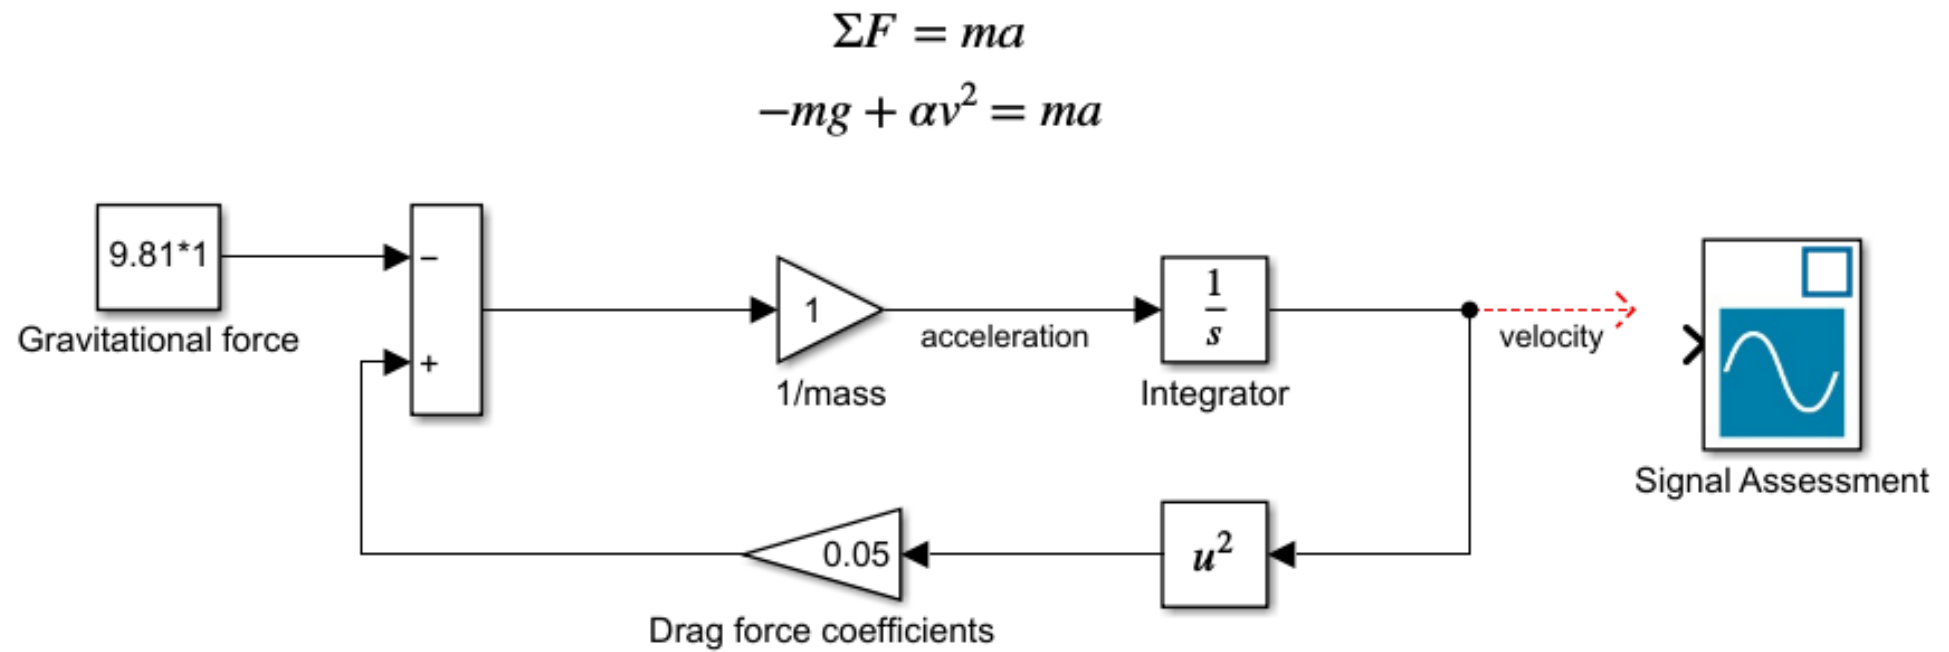 ΣF = ma
−mg + αv² = ma
9.81*1
Gravitational force
−
+
1
1/mass
acceleration
1/s
Integrator
velocity
Signal Assessment
0.05
Drag force coefficients
u²